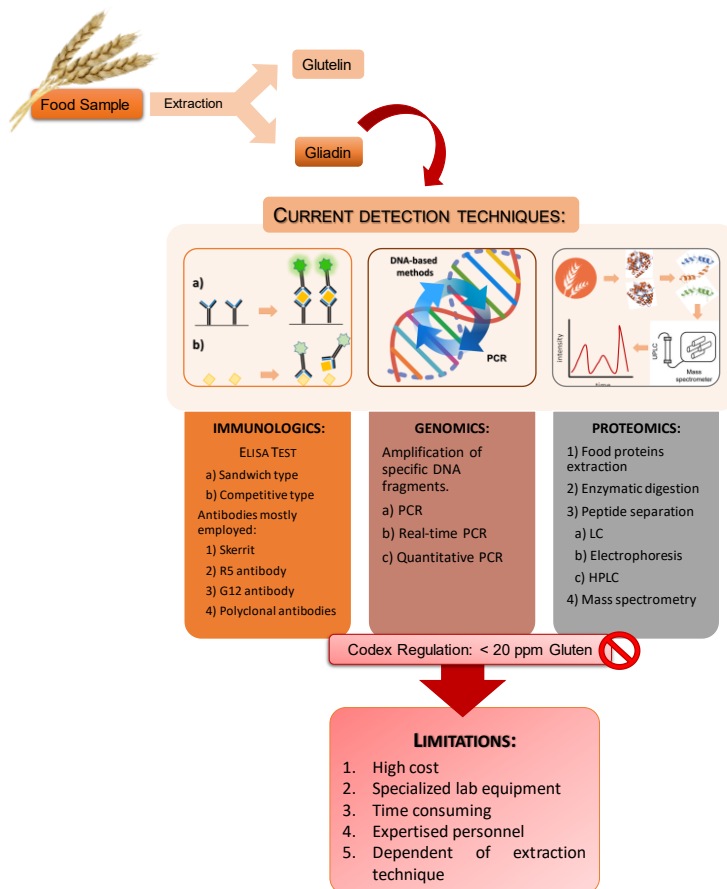 Glutelin
Food Sample
Extraction
Gliadin
CURRENT DETECTION TECHNIQUES:
a)
b)
DNA-based
methods
PCR
intensity
time
UPLC
Mass
spectrometer
IMMUNOLOGICS:
ELISA TEST
a) Sandwich type
b) Competitive type
Antibodies mostly
employed:
1) Skerrit
2) R5 antibody
3) G12 antibody
4) Polyclonal antibodies
GENOMICS:
Amplification of
specific DNA
fragments.
a) PCR
b) Real-time PCR
c) Quantitative PCR
PROTEOMICS:
1) Food proteins
extraction
2) Enzymatic digestion
3) Peptide separation
a) LC
b) Electrophoresis
c) HPLC
4) Mass spectrometry
Codex Regulation: < 20 ppm Gluten
LIMITATIONS:
1. High cost
2. Specialized lab equipment
3. Time consuming
4. Expertised personnel
5. Dependent of extraction
technique